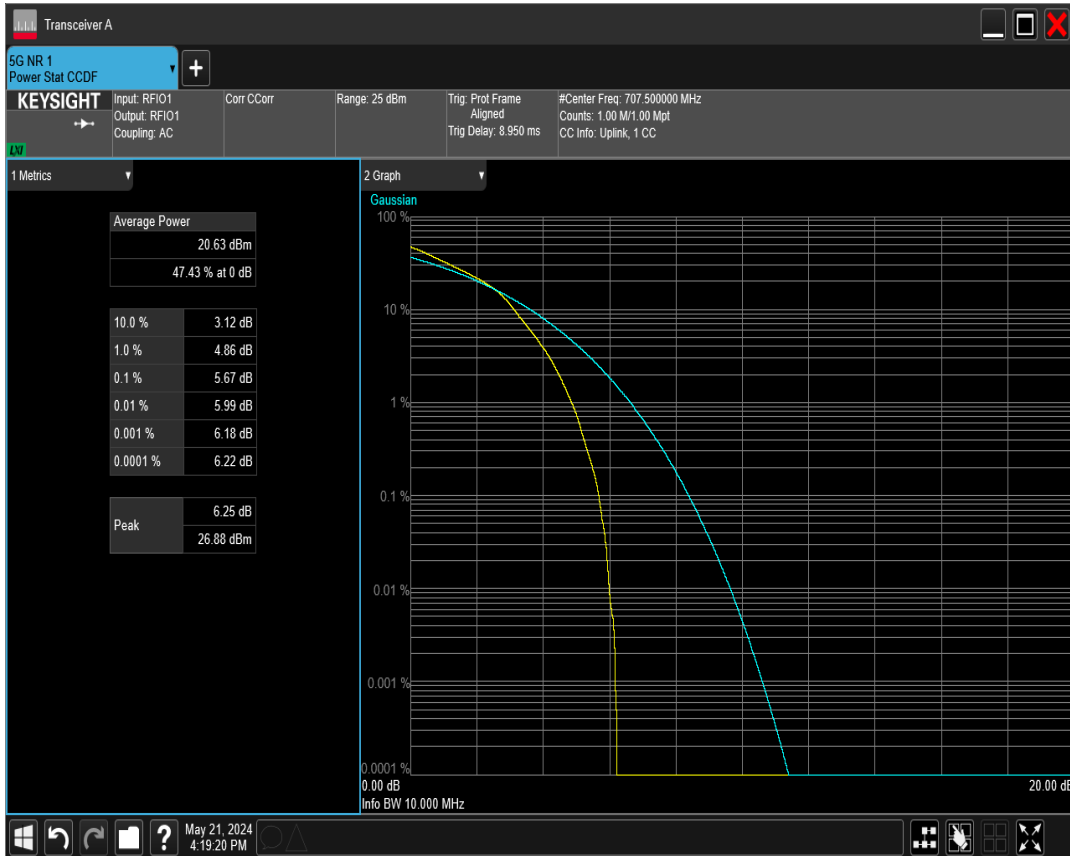 Transceiver A
5G NR 1
Power Stat CCDF
KEYSIGHT
LXI
Input: RFIO1
Output: RFIO1
Coupling: AC
Corr CCorr
Range: 25 dBm
Trig: Prot Frame
Aligned
Trig Delay: 8.950 ms
#Center Freq: 707.500000 MHz
Counts: 1.00 M/1.00 Mpt
CC Info: Uplink, 1 CC
1 Metrics
Average Power
20.63 dBm
47.43 % at 0 dB
10.0 % 3.12 dB
1.0 % 4.86 dB
0.1 % 5.67 dB
0.01 % 5.99 dB
0.001 % 6.18 dB
0.0001 % 6.22 dB
Peak
6.25 dB
26.88 dBm
2 Graph
Gaussian
100 %
10 %
1 %
0.1 %
0.01 %
0.001 %
0.0001 %
0.00 dB 20.00 dB
Info BW 10.000 MHz
?
May 21, 2024
4:19:20 PM